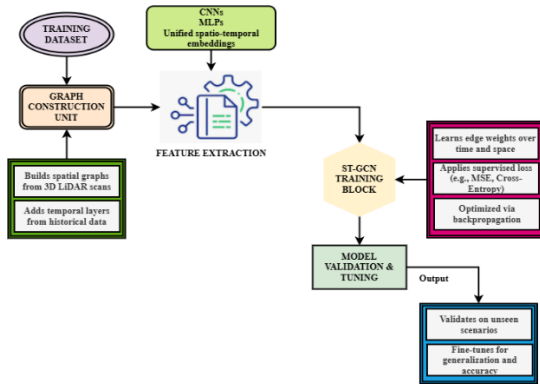 TRAINING
DATASET
CNNs
MLPs
Unified spatio-temporal
embeddings
GRAPH
CONSTRUCTION
UNIT
FEATURE EXTRACTION
Builds spatial graphs
from 3D LiDAR scans
Adds temporal layers
from historical data
ST-GCN
TRAINING
BLOCK
Learns edge weights over
time and space
Applies supervised loss
(e.g., MSE, Cross-
Entropy)
Optimized via
backpropagation
MODEL
VALIDATION &
TUNING
Output
Validates on unseen
scenarios
Fine-tunes for
generalization and
accuracy